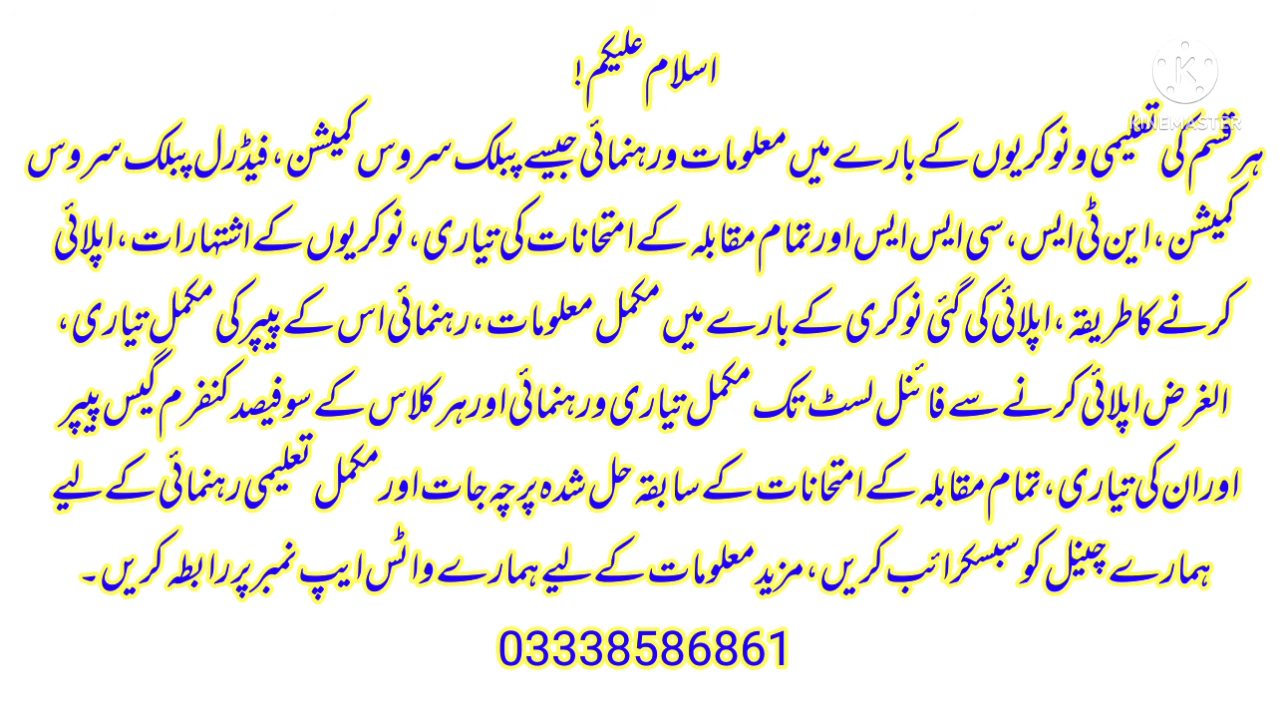 اسلام علیکم!
KINEMASTER
ہر قسم کی تعلیمی و نوکریوں کے بارے میں معلومات و رہنمائی جیسے پبلک سروس کمیشن، فیڈرل پبلک سروس
کمیشن، این ٹی ایس، سی ایس ایس اور تمام مقابلہ کے امتحانات کی تیاری، نوکریوں کے اشتہارات، اپلائی
کرنے کا طریقہ، اپلائی کی گئی نوکری کے بارے میں مکمل معلومات، رہنمائی اس کے پیپر کی مکمل تیاری،
الغرض اپلائی کرنے سے فائنل لسٹ تک مکمل تیاری و رہنمائی اور ہر کلاس کے سو فیصد کنفرم گیس پیپر
اور ان کی تیاری، تمام مقابلہ کے امتحانات کے سابقہ حل شدہ پرچہ جات اور مکمل تعلیمی رہنمائی کے لیے
ہمارے چینل کو سبسکرائب کریں، مزید معلومات کے لیے ہمارے واٹس ایپ نمبر پر رابطہ کریں۔
03338586861